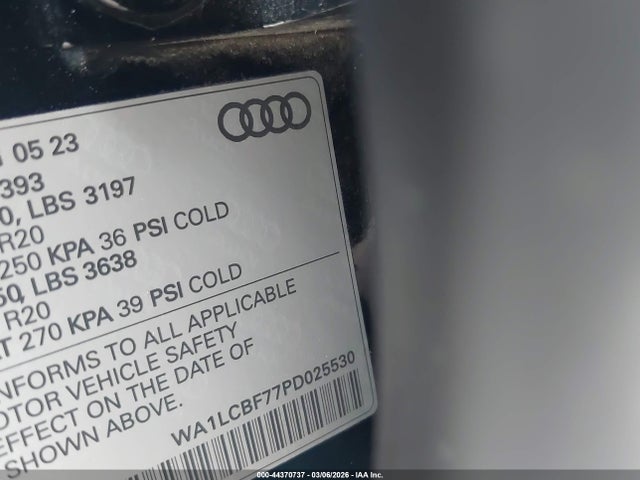 05 23
393
0, LBS 3197
R20
250 KPA 36 PSI COLD
50, LBS 3638
R20
AT 270 KPA 39 PSI COLD
NFORMS TO ALL APPLICABLE
OTOR VEHICLE SAFETY
EFFECT ON THE DATE OF
SHOWN ABOVE.
WA1LCBF77PD025530
000-44370737 - 03/06/2026 - IAA Inc.